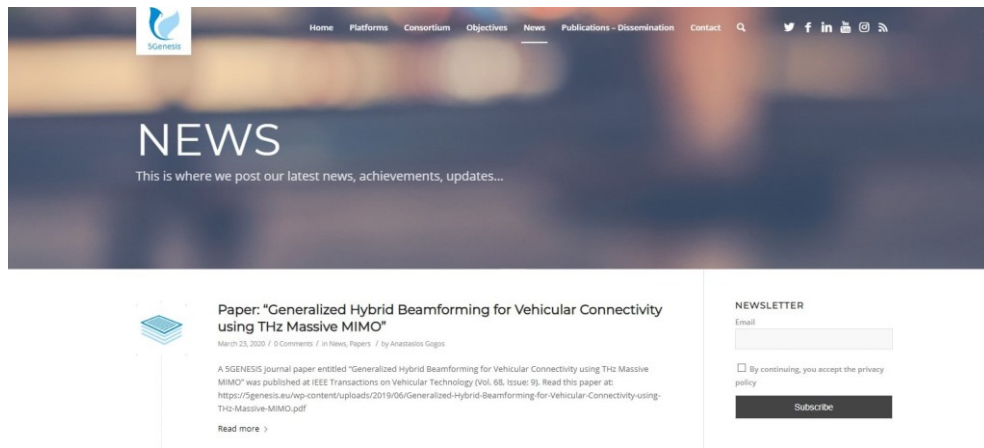 5Genesis
Home Platforms Consortium Objectives News Publications – Dissemination Contact
NEWS
This is where we post our latest news, achievements, updates...
Paper: “Generalized Hybrid Beamforming for Vehicular Connectivity
using THz Massive MIMO”
March 23, 2020 / 0 Comments / in News, Papers / by Anastasios Gogos
A 5GENESIS journal paper entitled “Generalized Hybrid Beamforming for Vehicular Connectivity using THz Massive
MIMO” was published at IEEE Transactions on Vehicular Technology (Vol. 68, Issue: 9). Read this paper at:
https://5genesis.eu/wp-content/uploads/2019/06/Generalized-Hybrid-Beamforming-for-Vehicular-Connectivity-using-
THz-Massive-MIMO.pdf
Read more >
NEWSLETTER
Email
By continuing, you accept the privacy
policy
Subscribe